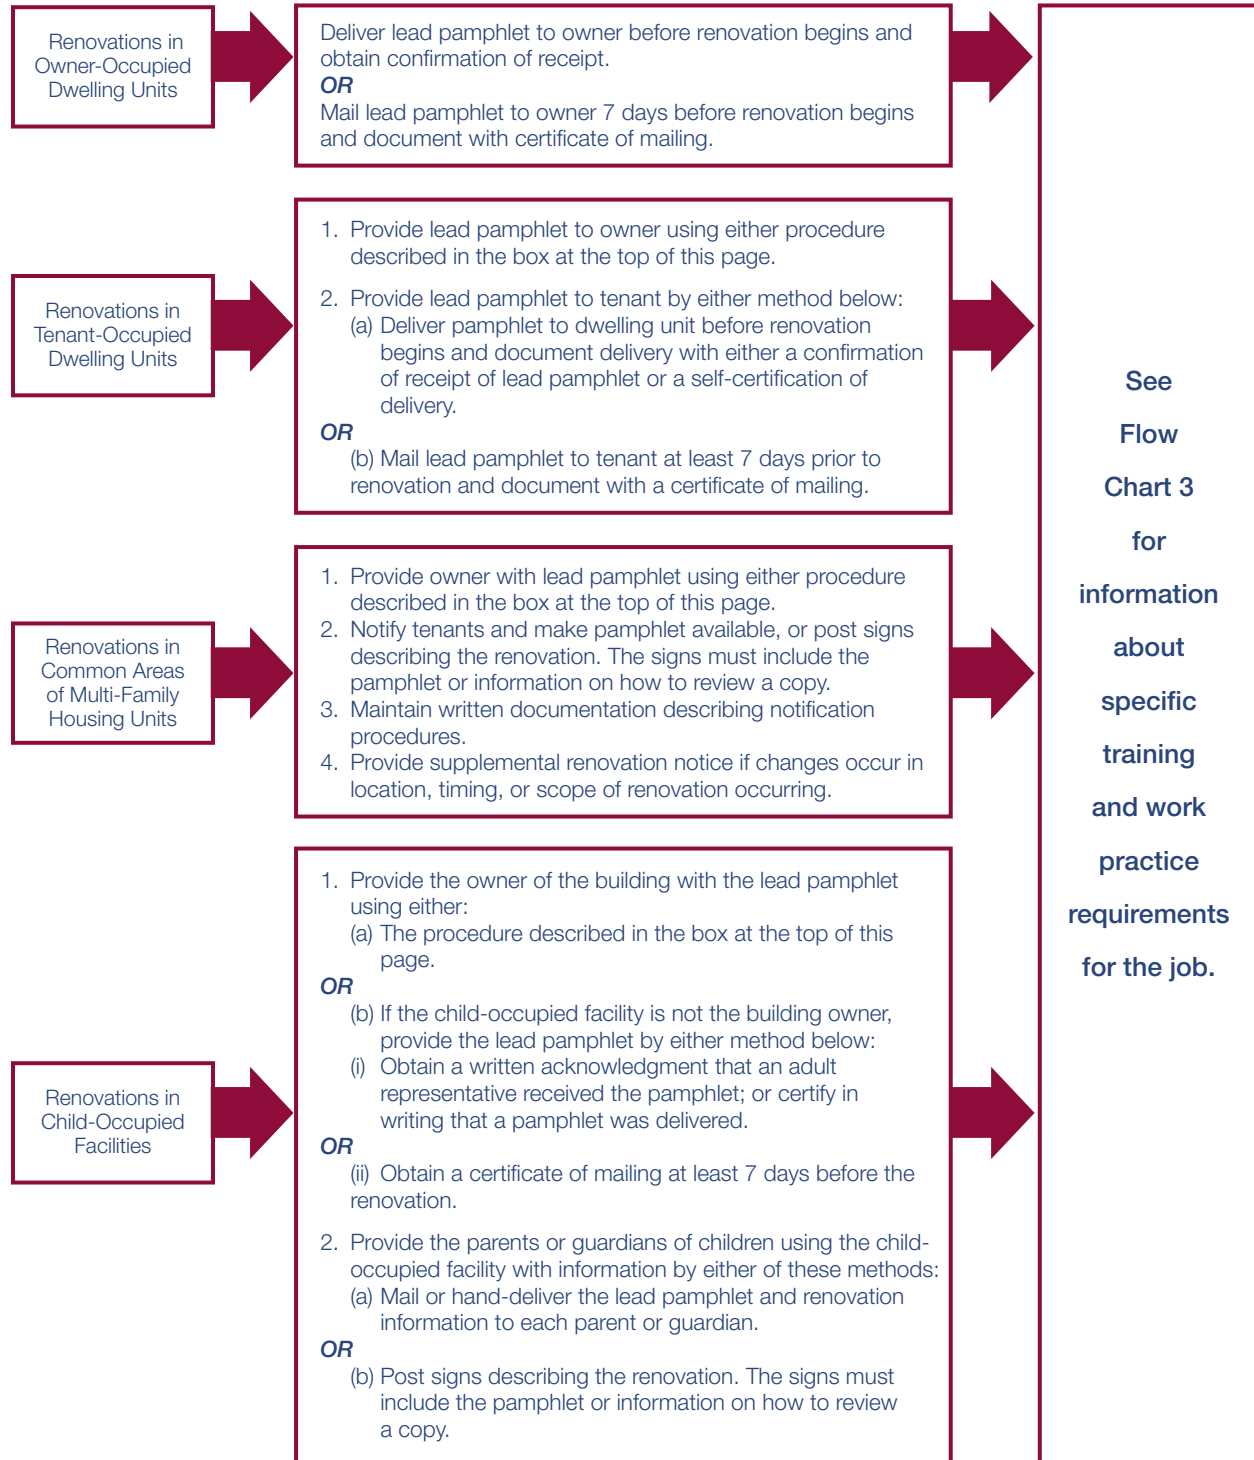 Renovations in
Owner-Occupied
Dwelling Units
Deliver lead pamphlet to owner before renovation begins and
obtain confirmation of receipt.
OR
Mail lead pamphlet to owner 7 days before renovation begins
and document with certificate of mailing.
Renovations in
Tenant-Occupied
Dwelling Units
1. Provide lead pamphlet to owner using either procedure
described in the box at the top of this page.
2. Provide lead pamphlet to tenant by either method below:
(a) Deliver pamphlet to dwelling unit before renovation
begins and document delivery with either a confirmation
of receipt of lead pamphlet or a self-certification of
delivery.
OR
(b) Mail lead pamphlet to tenant at least 7 days prior to
renovation and document with a certificate of mailing.
Renovations in
Common Areas
of Multi-Family
Housing Units
1. Provide owner with lead pamphlet using either procedure
described in the box at the top of this page.
2. Notify tenants and make pamphlet available, or post signs
describing the renovation. The signs must include the
pamphlet or information on how to review a copy.
3. Maintain written documentation describing notification
procedures.
4. Provide supplemental renovation notice if changes occur in
location, timing, or scope of renovation occurring.
Renovations in
Child-Occupied
Facilities
1. Provide the owner of the building with the lead pamphlet
using either:
(a) The procedure described in the box at the top of this
page.
OR
(b) If the child-occupied facility is not the building owner,
provide the lead pamphlet by either method below:
(i) Obtain a written acknowledgment that an adult
representative received the pamphlet; or certify in
writing that a pamphlet was delivered.
OR
(ii) Obtain a certificate of mailing at least 7 days before the
renovation.
2. Provide the parents or guardians of children using the child-
occupied facility with information by either of these methods:
(a) Mail or hand-deliver the lead pamphlet and renovation
information to each parent or guardian.
OR
(b) Post signs describing the renovation. The signs must
include the pamphlet or information on how to review
a copy.
See
Flow
Chart 3
for
information
about
specific
training
and work
practice
requirements
for the job.